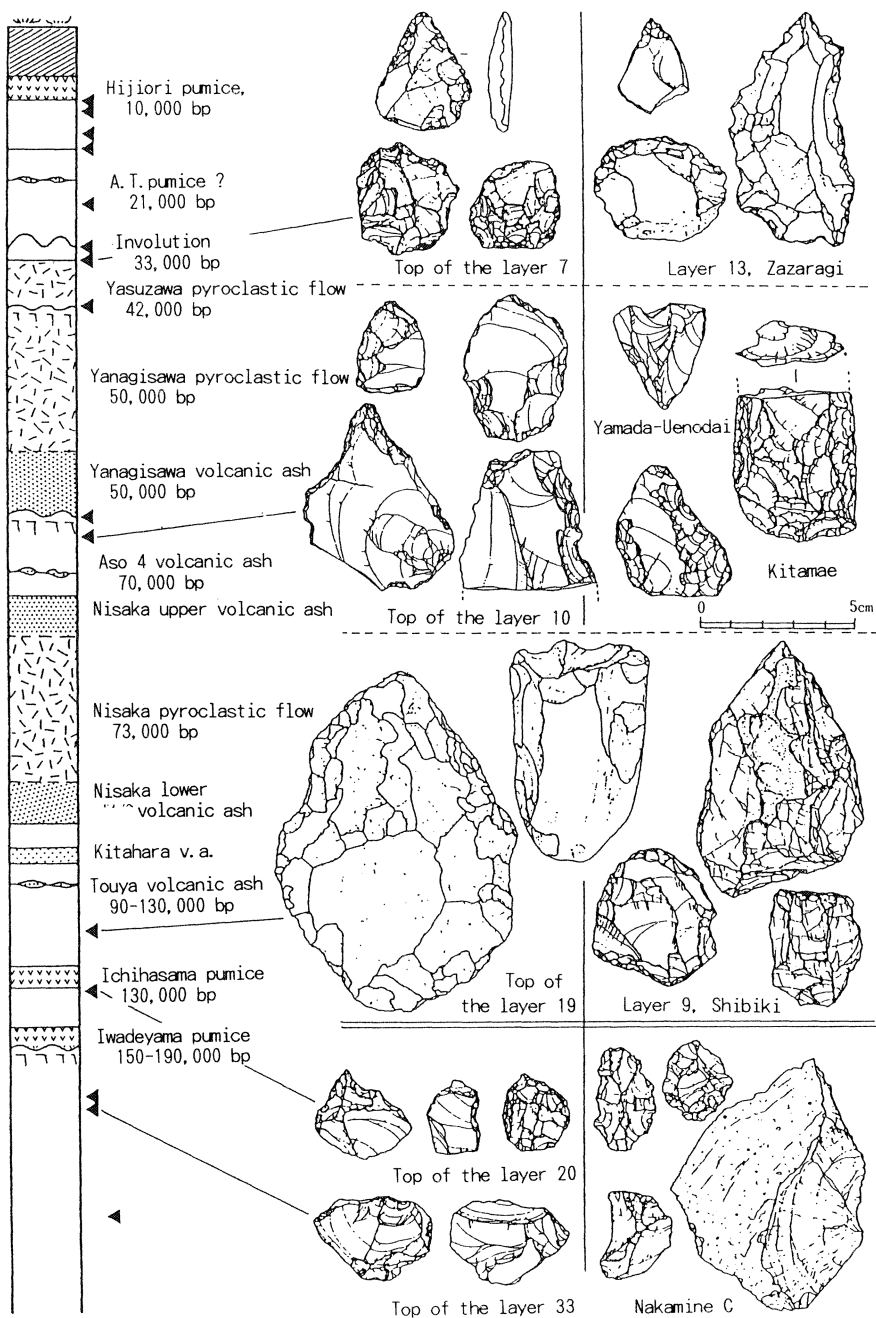 Hijiori pumice,
10,000 bp
A.T. pumice ?
21,000 bp
Involution
33,000 bp
Yasuzawa pyroclastic flow
42,000 bp
Yanagisawa pyroclastic flow
50,000 bp
Yanagisawa volcanic ash
50,000 bp
Aso 4 volcanic ash
70,000 bp
Nisaka upper volcanic ash
Nisaka pyroclastic flow
73,000 bp
Nisaka lower
volcanic ash
Kitahara v.a.
Touya volcanic ash
90-130,000 bp
Ichihasama pumice
130,000 bp
Iwadeyama pumice
150-190,000 bp
Top of the layer 7
Layer 13, Zazaragi
Yamada-Uenodai
Kitamae
Top of the layer 10
0 5cm
Top of
the layer 19
Layer 9, Shibiki
Top of the layer 20
Top of the layer 33
Nakamine C